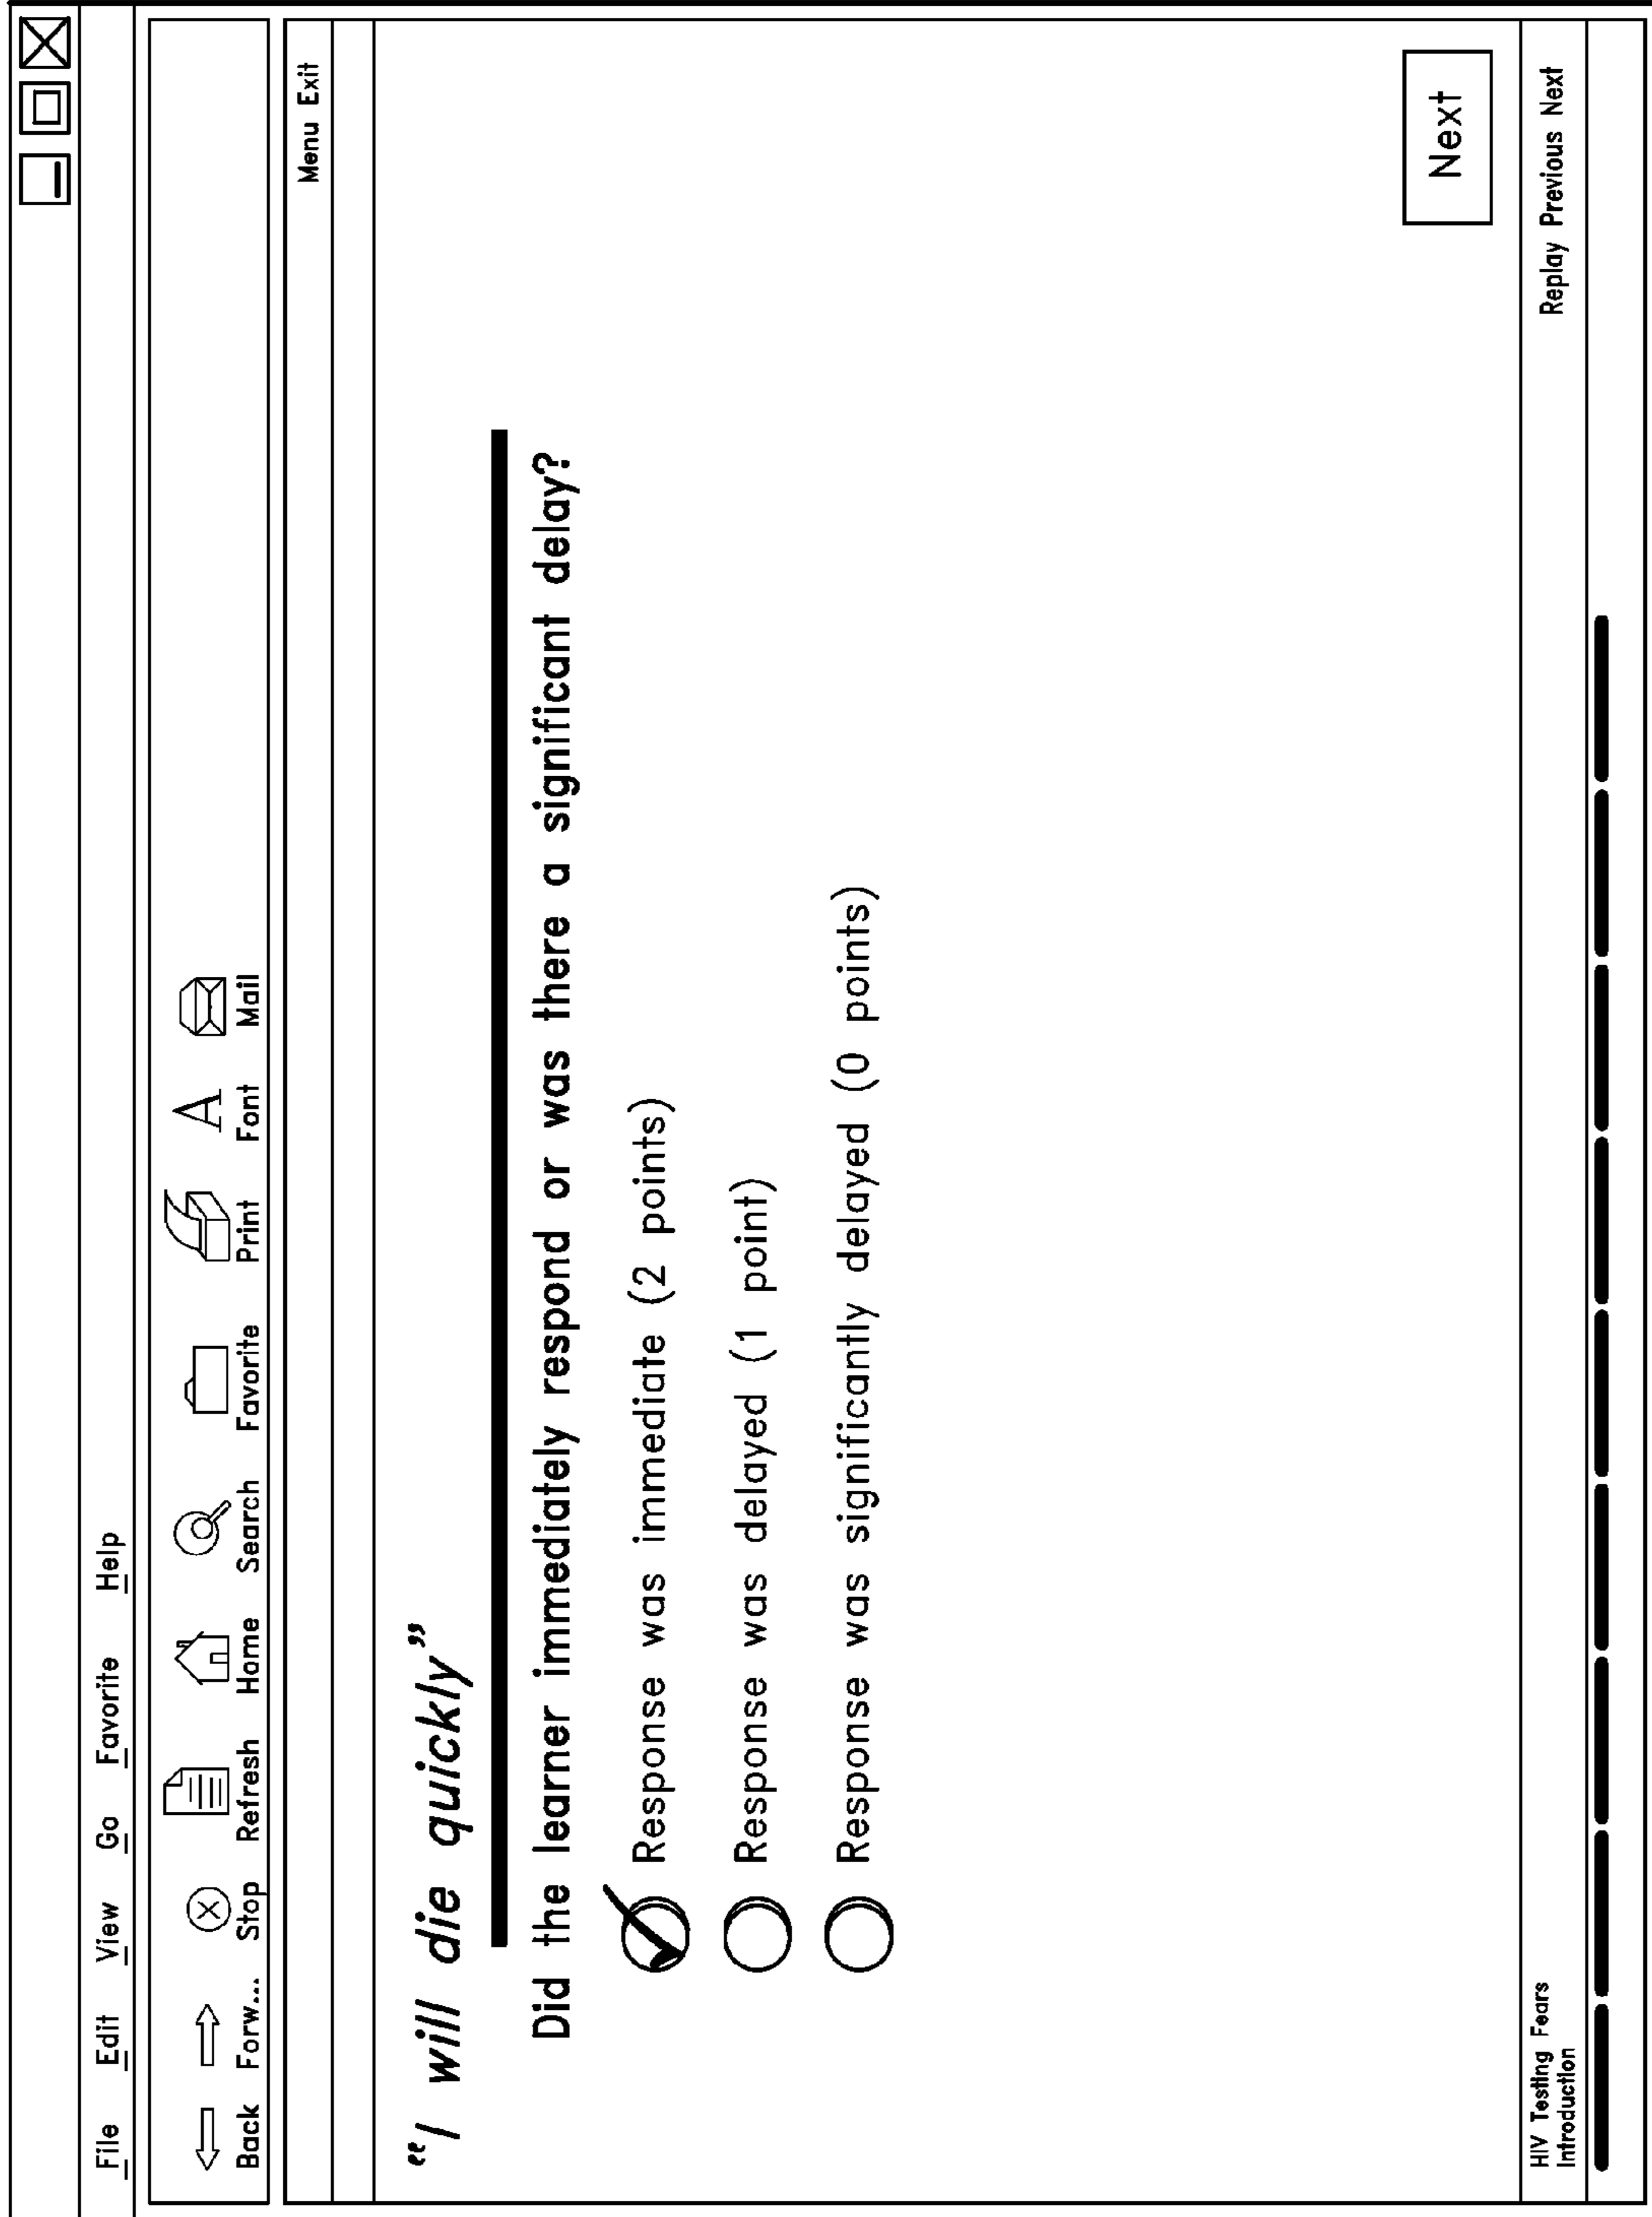 File Edit View Go Favorite Help
Back Forw... Stop Refresh Home Search Favorite Print Font Mail
Menu Exit
“I will die quickly”
Did the learner immediately respond or was there a significant delay?
Response was immediate (2 points)
Response was delayed (1 point)
Response was significantly delayed (0 points)
Next
HIV Testing Fears
Introduction
Replay Previous Next